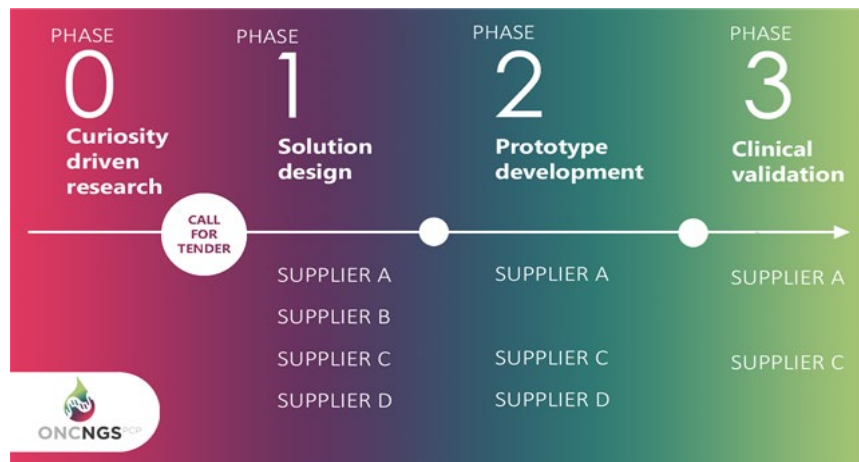 PHASE
0
Curiosity
driven
research
PHASE
1
Solution
design
PHASE
2
Prototype
development
PHASE
3
Clinical
validation
CALL
FOR
TENDER
SUPPLIER A
SUPPLIER B
SUPPLIER C
SUPPLIER D
SUPPLIER A
SUPPLIER C
SUPPLIER D
SUPPLIER A
SUPPLIER C
ONCNGS PCP